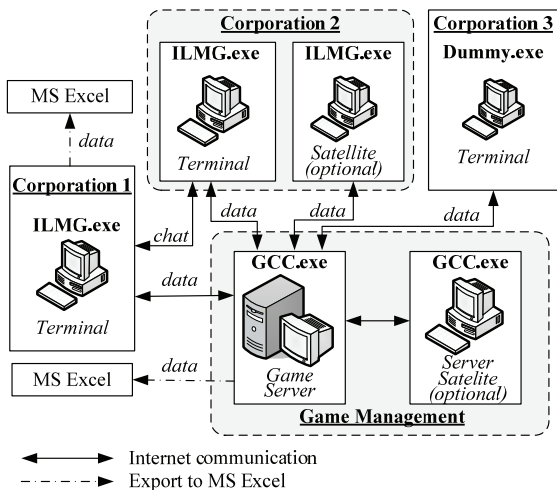 Corporation 2
ILMG.exe
Terminal
ILMG.exe
Satellite
(optional)
Corporation 3
Dummy.exe
Terminal
MS Excel
data
Corporation 1
ILMG.exe
Terminal
chat
data
data
data
data
data
MS Excel
GCC.exe
Game
Server
GCC.exe
Server
Satelite
(optional)
Game Management
Internet communication
Export to MS Excel